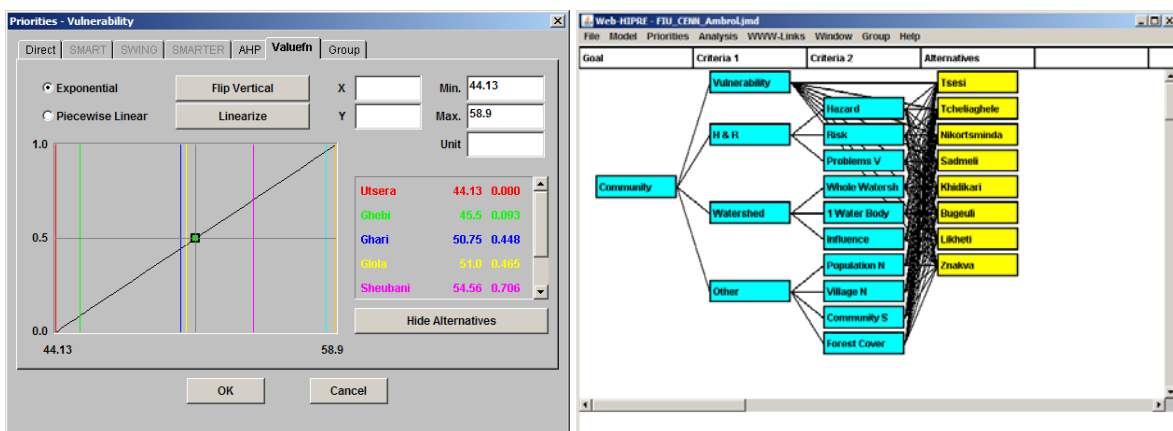 Priorities - Vulnerability
Direct SMART SWING SMARTER AHP Valuefn Group
Exponential Flip Vertical X Min. 44.13
Piecewise Linear Linearize Y Max. 58.9
Unit
1.0
0.5
0.0
44.13 58.9
Utsera 44.13 0.000
Ghebi 45.5 0.093
Ghari 50.75 0.448
Glola 51.0 0.465
Sheubani 54.56 0.706
Hide Alternatives
OK Cancel
Web-HIPRE - FIU_CENN_Ambrol.jmd
File Model Priorities Analysis WWW-Links Window Group Help
Goal Criteria 1 Criteria 2 Alternatives
Vulnerability Tsesi
Hazard Tcheliaghele
H & R Risk Nikortsminda
Problems V Sadmeli
Community Whole Watersh Khidikari
Watershed 1 Water Body Bugeuli
Influence Likheti
Population N Znakva
Other Village N
Community S
Forest Cover